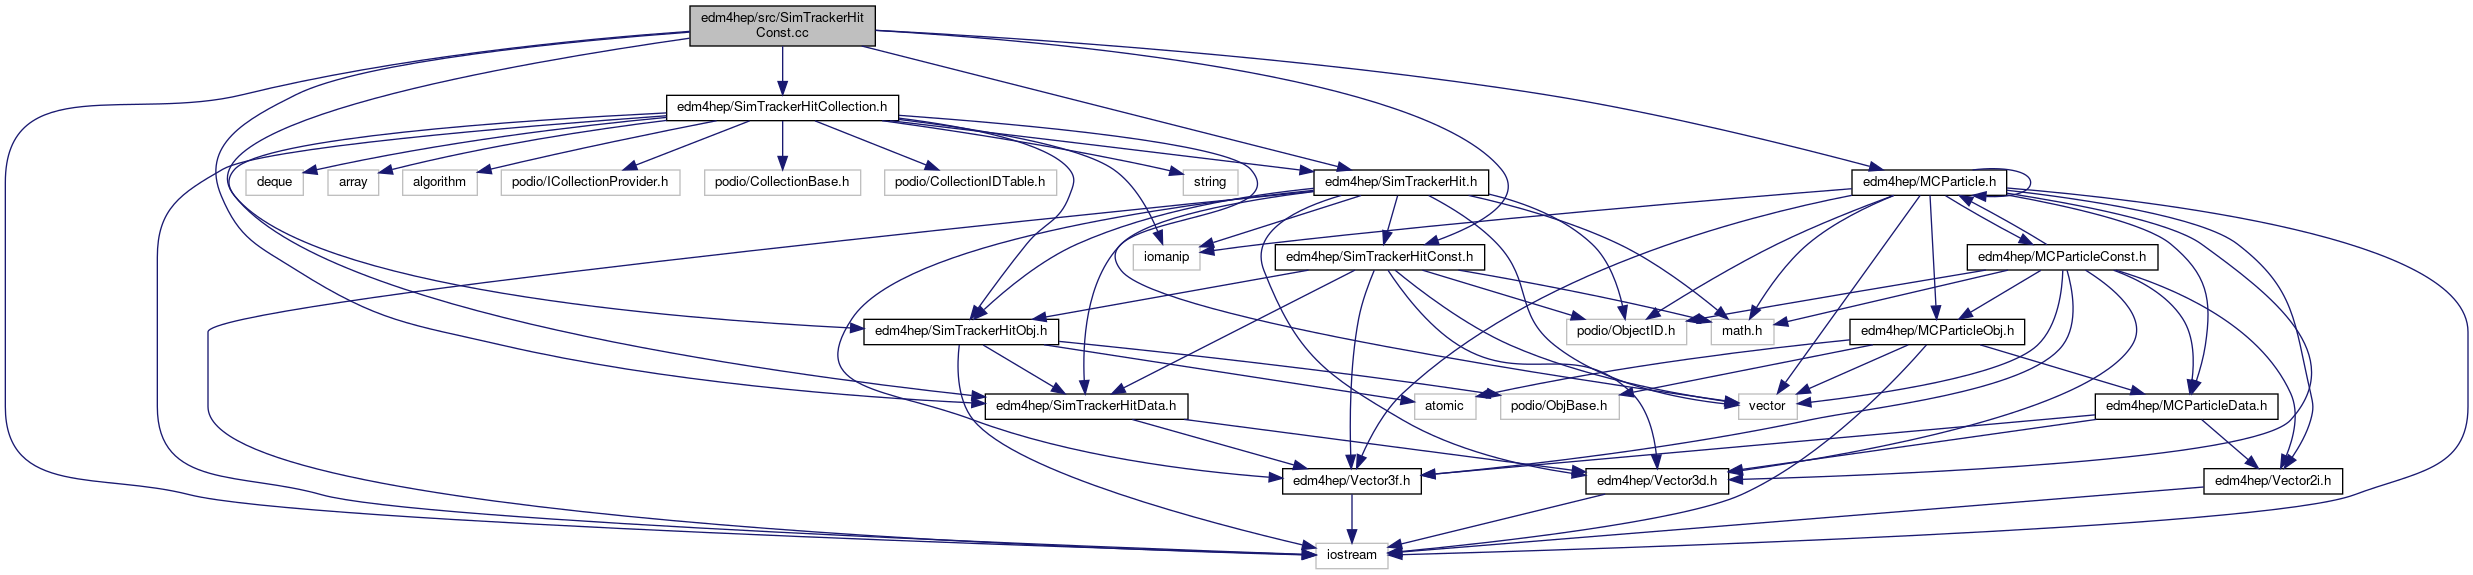 edm4hep/src/SimTrackerHit
Const.cc
edm4hep/SimTrackerHitCollection.h
deque
array
algorithm
podio/ICollectionProvider.h
podio/CollectionBase.h
podio/CollectionIDTable.h
string
edm4hep/SimTrackerHit.h
edm4hep/MCParticle.h
iomanip
edm4hep/SimTrackerHitConst.h
edm4hep/MCParticleConst.h
edm4hep/SimTrackerHitObj.h
podio/ObjectID.h
math.h
edm4hep/MCParticleObj.h
edm4hep/SimTrackerHitData.h
atomic
podio/ObjBase.h
vector
edm4hep/MCParticleData.h
edm4hep/Vector3f.h
edm4hep/Vector3d.h
edm4hep/Vector2i.h
iostream